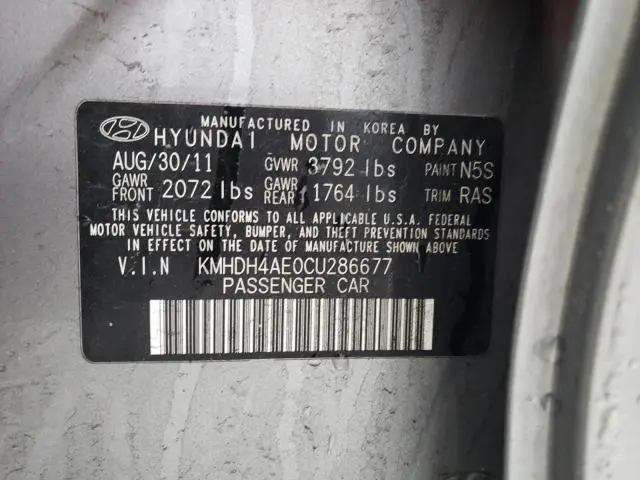 MANUFACTURED IN KOREA BY
HYUNDAI MOTOR COMPANY
AUG/30/11 GVWR 3792 lbs PAINT N5S
GAWR FRONT 2072 lbs GAWR REAR 1764 lbs TRIM RAS
THIS VEHICLE CONFORMS TO ALL APPLICABLE U.S.A. FEDERAL
MOTOR VEHICLE SAFETY, BUMPER, AND THEFT PREVENTION STANDARDS
IN EFFECT ON THE DATE OF MANUFACTURE SHOWN ABOVE.
V.I.N KMHDH4AE0CU286677
PASSENGER CAR